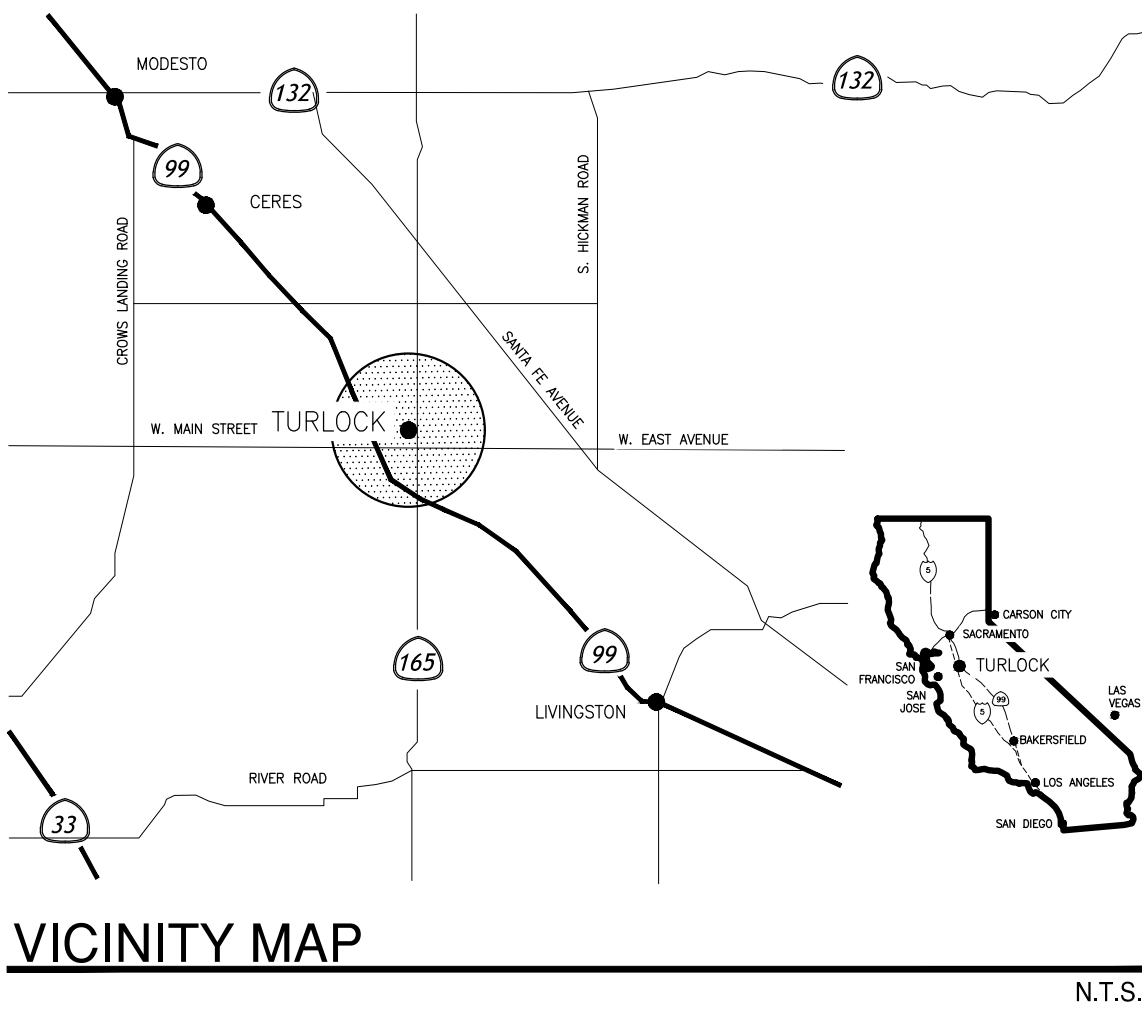 MODESTO
132
132
99
CERES
CROWS LANDING ROAD
S. HICKMAN ROAD
SANTA FE AVENUE
W. MAIN STREET
TURLOCK
W. EAST AVENUE
165
99
LIVINGSTON
RIVER ROAD
33
5
CARSON CITY
SACRAMENTO
SAN
FRANCISCO
TURLOCK
SAN
JOSE
99
5
LAS
VEGAS
BAKERSFIELD
LOS ANGELES
SAN DIEGO
VICINITY MAP
N.T.S.